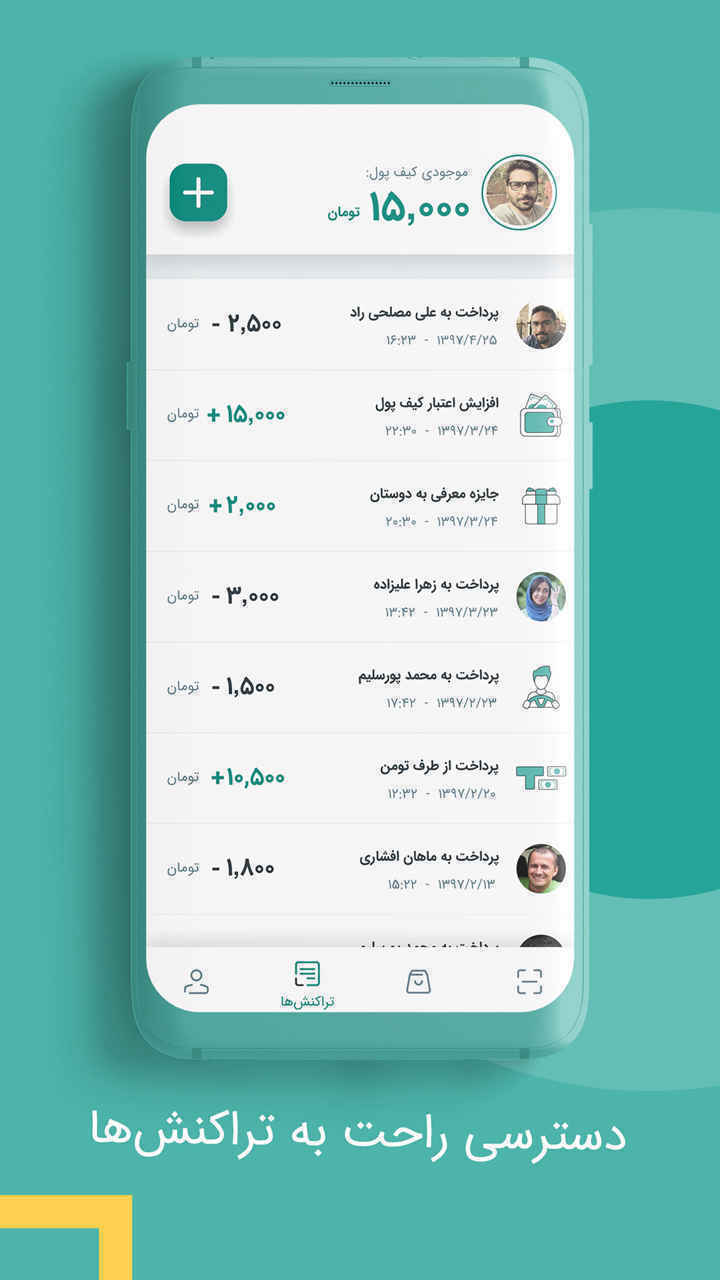 موجودی کیف پول:
۱۵,۰۰۰ تومان
پرداخت به علی مصلحی راد
۱۳۹۷/۴/۲۵ - ۱۶:۲۳
- ۲,۵۰۰ تومان
افزایش اعتبار کیف پول
۱۳۹۷/۳/۲۴ - ۲۲:۳۰
+ ۱۵,۰۰۰ تومان
جایزه معرفی به دوستان
۱۳۹۷/۳/۲۴ - ۲۰:۳۰
+ ۲,۰۰۰ تومان
پرداخت به زهرا علیزاده
۱۳۹۷/۳/۲۳ - ۱۳:۴۲
- ۳,۰۰۰ تومان
پرداخت به محمد پورسلیم
۱۳۹۷/۲/۲۳ - ۱۷:۴۲
- ۱,۵۰۰ تومان
پرداخت از طرف تومن
۱۳۹۷/۲/۲۰ - ۱۲:۳۲
+۱۰,۵۰۰ تومان
پرداخت به ماهان افشاری
۱۳۹۷/۲/۱۳ - ۱۵:۲۲
- ۱,۸۰۰ تومان
تراکنش‌ها
دسترسی راحت به تراکنش‌ها